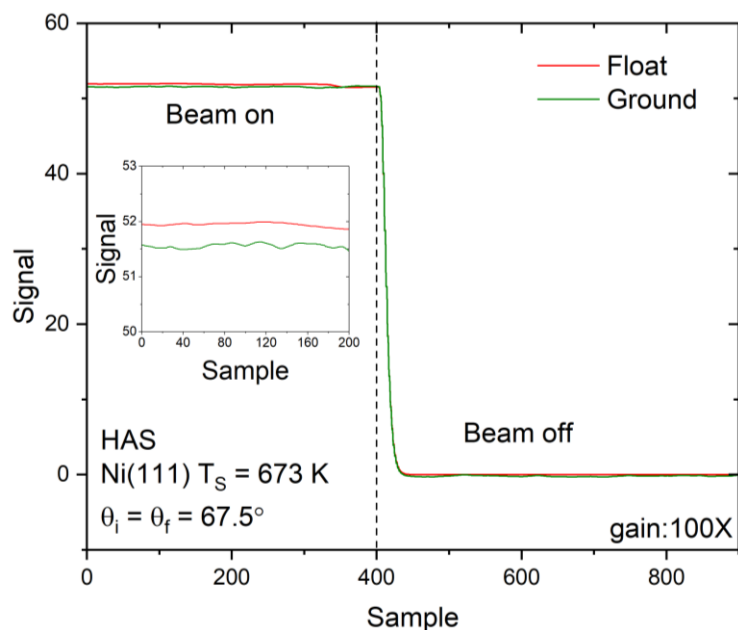 60
40
20
0
Signal
Float
Ground
Beam on
53
52
51
50
Signal
0 40 80 120 160 200
Sample
HAS
Ni(111) T_S = 673 K
θ_i = θ_f = 67.5°
Beam off
gain:100X
0 200 400 600 800
Sample